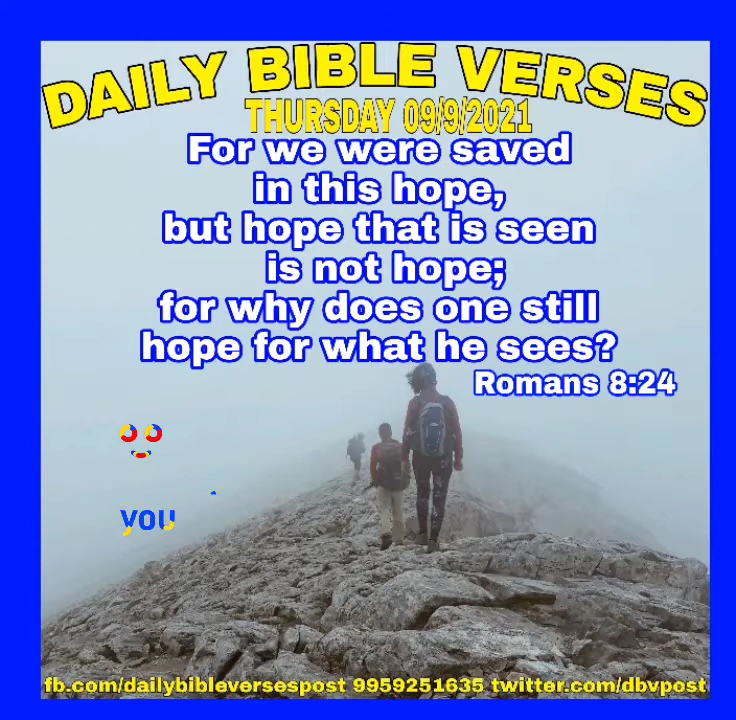 DAILY BIBLE VERSES
THURSDAY 09/9/2021
For we were saved
in this hope,
but hope that is seen
is not hope;
for why does one still
hope for what he sees?
Romans 8:24
you
fb.com/dailybibleversespost 9959251635 twitter.com/dbvpost